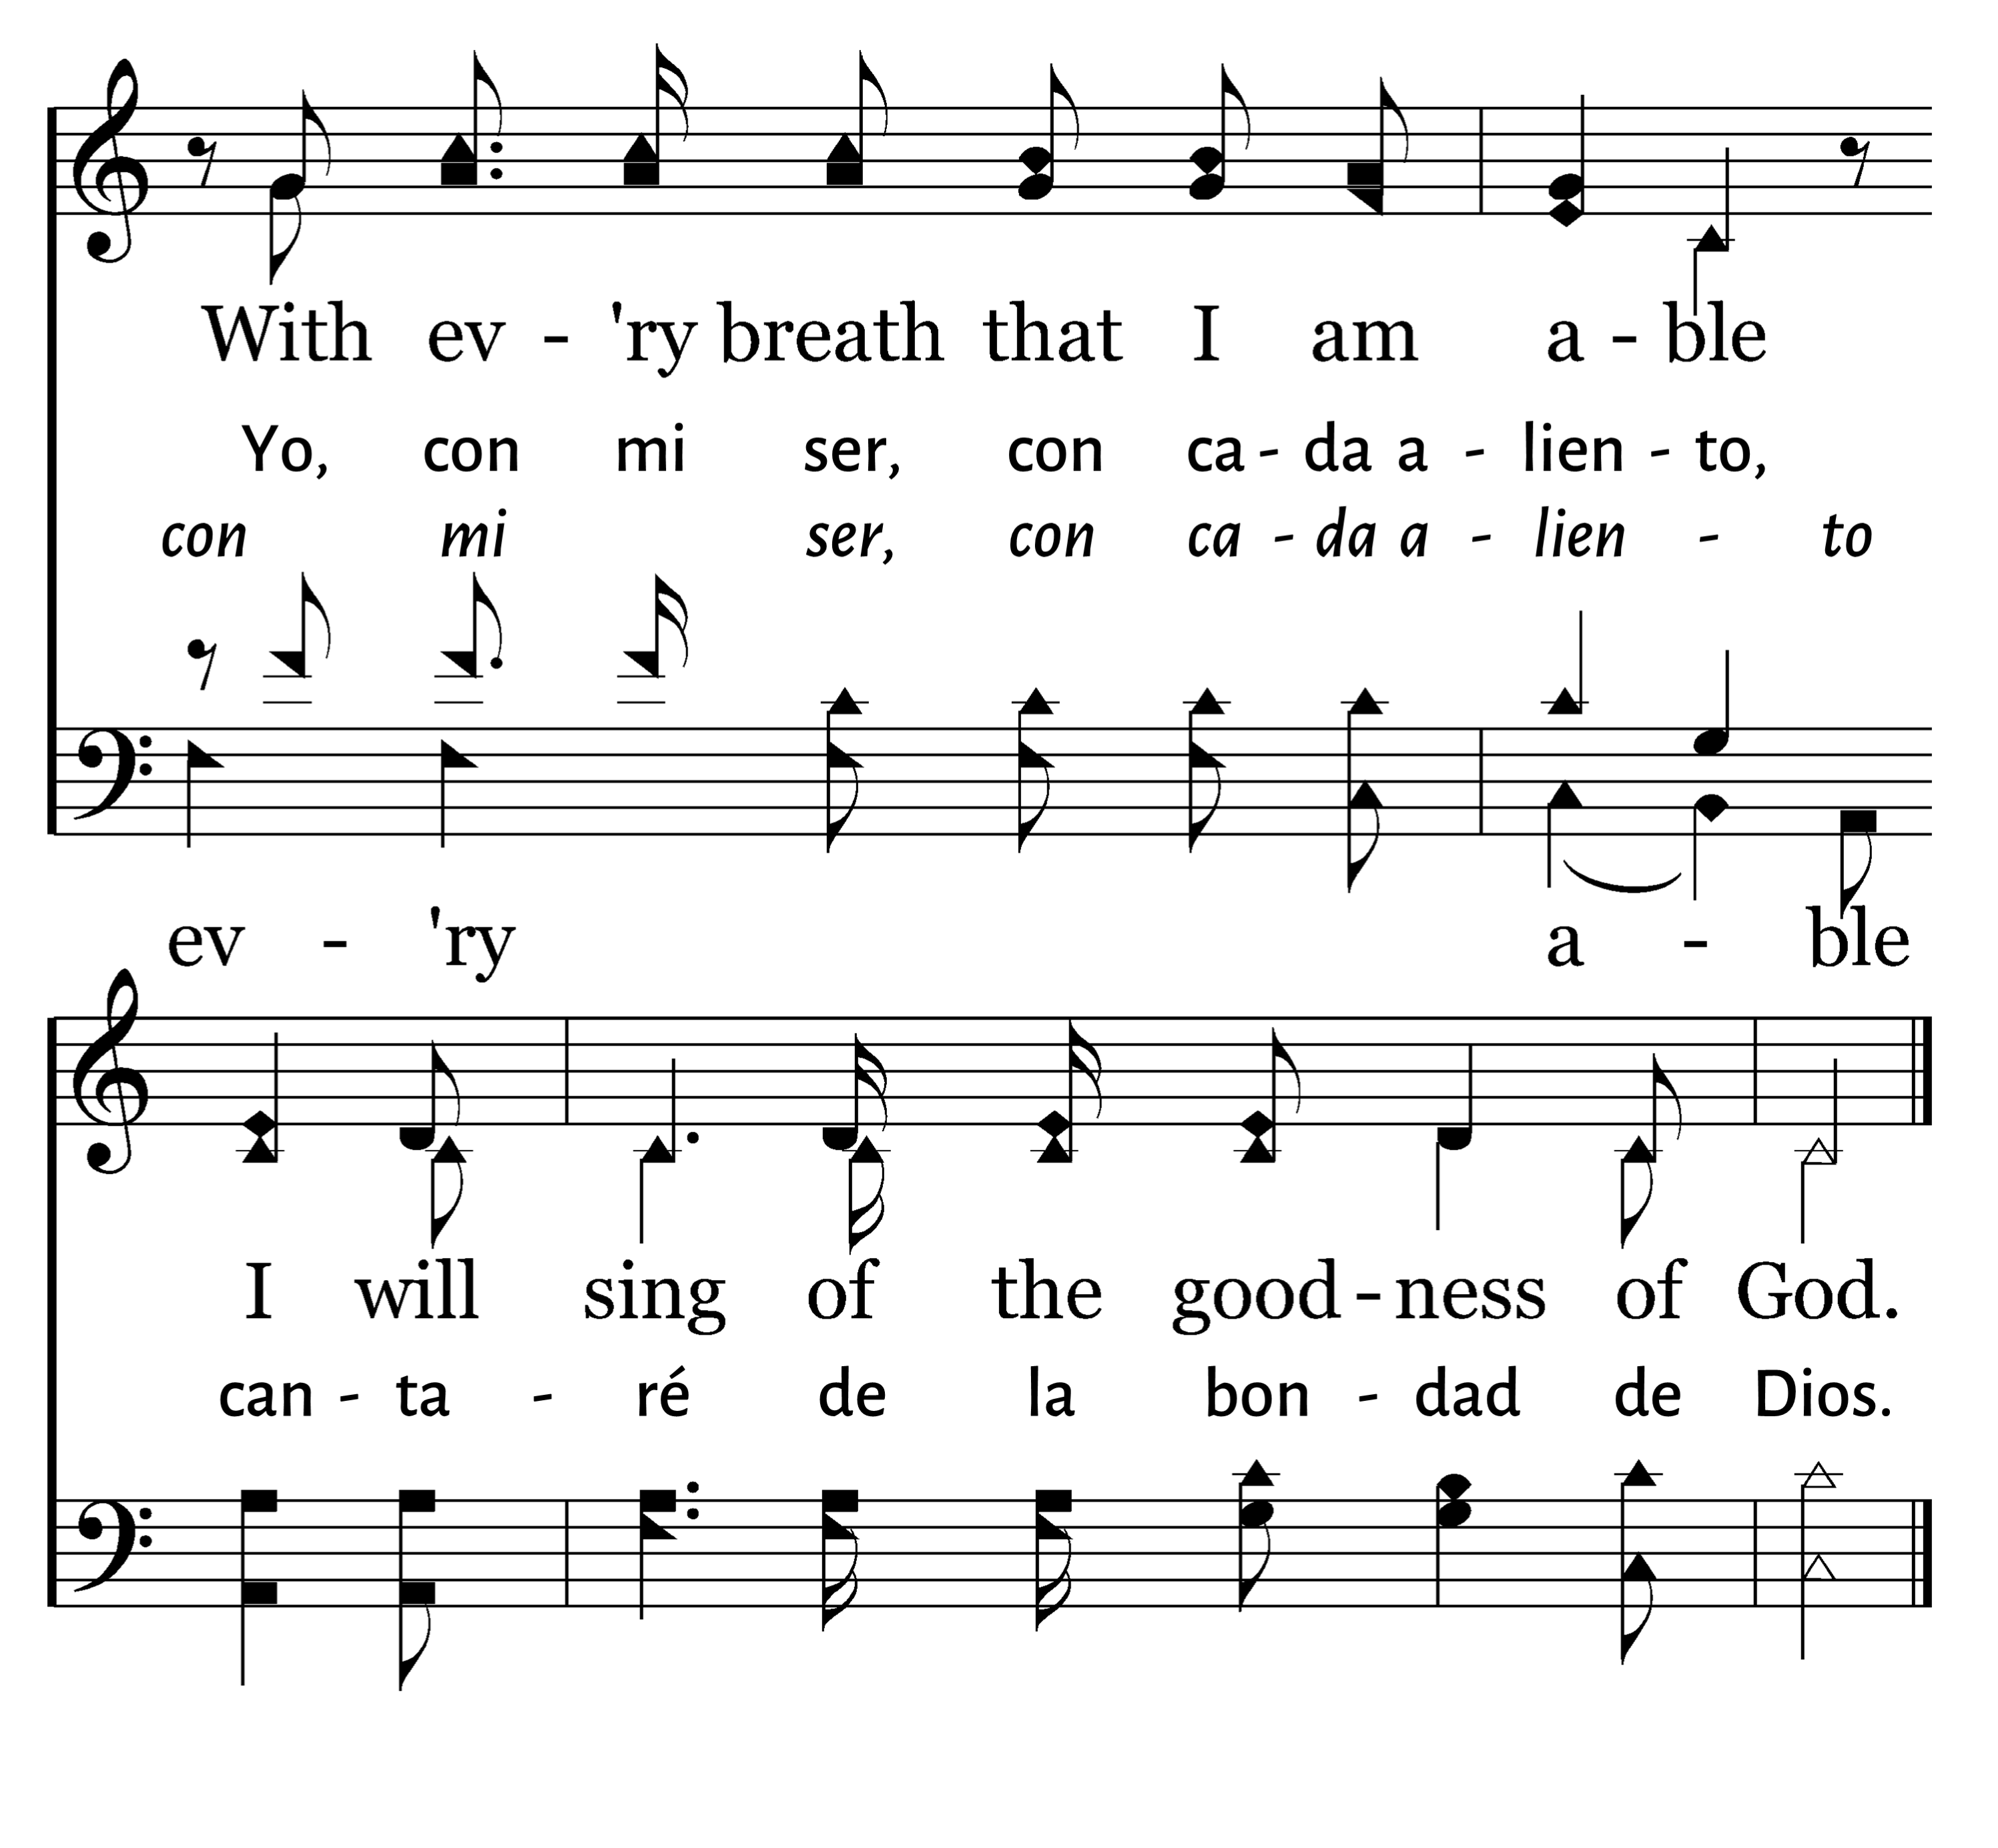 With ev - 'ry breath that I am a - ble
Yo, con mi ser, con ca - da a - lien - to,
con mi ser, con ca - da a - lien - to
ev - 'ry a - ble
I will sing of the good - ness of God.
can - ta - ré de la bon - dad de Dios.